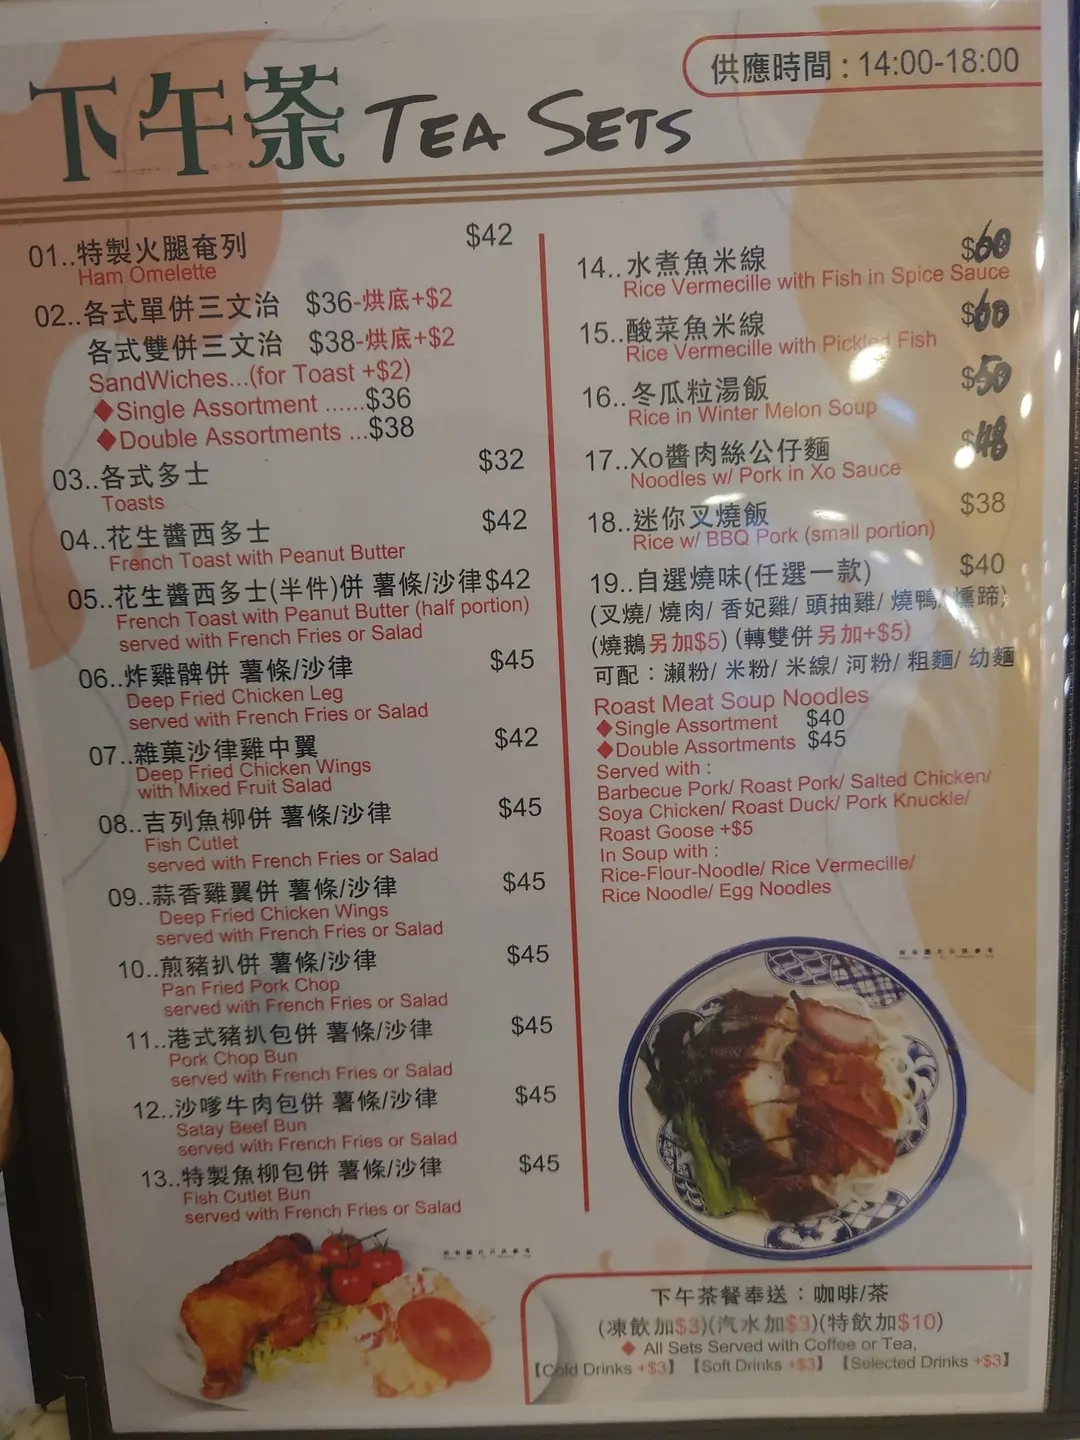 供應時間：14:00-18:00
下午茶 TEA SETS
01..特製火腿奄列 $42
Ham Omelette
02..各式單併三文治 $36-烘底+$2
各式雙併三文治 $38-烘底+$2
SandWiches...(for Toast +$2)
◆Single Assortment ......$36
◆Double Assortments ...$38
03..各式多士 $32
Toasts
04..花生醬西多士 $42
French Toast with Peanut Butter
05..花生醬西多士(半件)併 薯條/沙律$42
French Toast with Peanut Butter (half portion)
served with French Fries or Salad
06..炸雞髀併 薯條/沙律 $45
Deep Fried Chicken Leg
served with French Fries or Salad
07..雜菓沙律雞中翼 $42
Deep Fried Chicken Wings
with Mixed Fruit Salad
08..吉列魚柳併 薯條/沙律 $45
Fish Cutlet
served with French Fries or Salad
09..蒜香雞翼併 薯條/沙律 $45
Deep Fried Chicken Wings
served with French Fries or Salad
10..煎豬扒併 薯條/沙律 $45
Pan Fried Pork Chop
served with French Fries or Salad
11..港式豬扒包併 薯條/沙律 $45
Pork Chop Bun
served with French Fries or Salad
12..沙嗲牛肉包併 薯條/沙律 $45
Satay Beef Bun
served with French Fries or Salad
13..特製魚柳包併 薯條/沙律 $45
Fish Cutlet Bun
served with French Fries or Salad
14..水煮魚米線 $60
Rice Vermecille with Fish in Spice Sauce
15..酸菜魚米線 $60
Rice Vermecille with Pickled Fish
16..冬瓜粒湯飯 $50
Rice in Winter Melon Soup
17..Xo醬肉絲公仔麵 $48
Noodles w/ Pork in Xo Sauce
18..迷你叉燒飯 $38
Rice w/ BBQ Pork (small portion)
19..自選燒味(任選一款) $40
(叉燒/ 燒肉/ 香妃雞/ 頭抽雞/ 燒鴨/ 燻蹄)
(燒鵝另加$5) (轉雙併另加+$5)
可配：瀨粉/ 米粉/ 米線/ 河粉/ 粗麵/ 幼麵
Roast Meat Soup Noodles
◆Single Assortment $40
◆Double Assortments $45
Served with :
Barbecue Pork/ Roast Pork/ Salted Chicken/
Soya Chicken/ Roast Duck/ Pork Knuckle/
Roast Goose +$5
In Soup with :
Rice-Flour-Noodle/ Rice Vermecille/
Rice Noodle/ Egg Noodles
下午茶餐奉送：咖啡/茶
(凍飲加$3)(汽水加$3)(特飲加$10)
◆ All Sets Served with Coffee or Tea,
【Cold Drinks +$3】【Soft Drinks +$3】【Selected Drinks +$3】